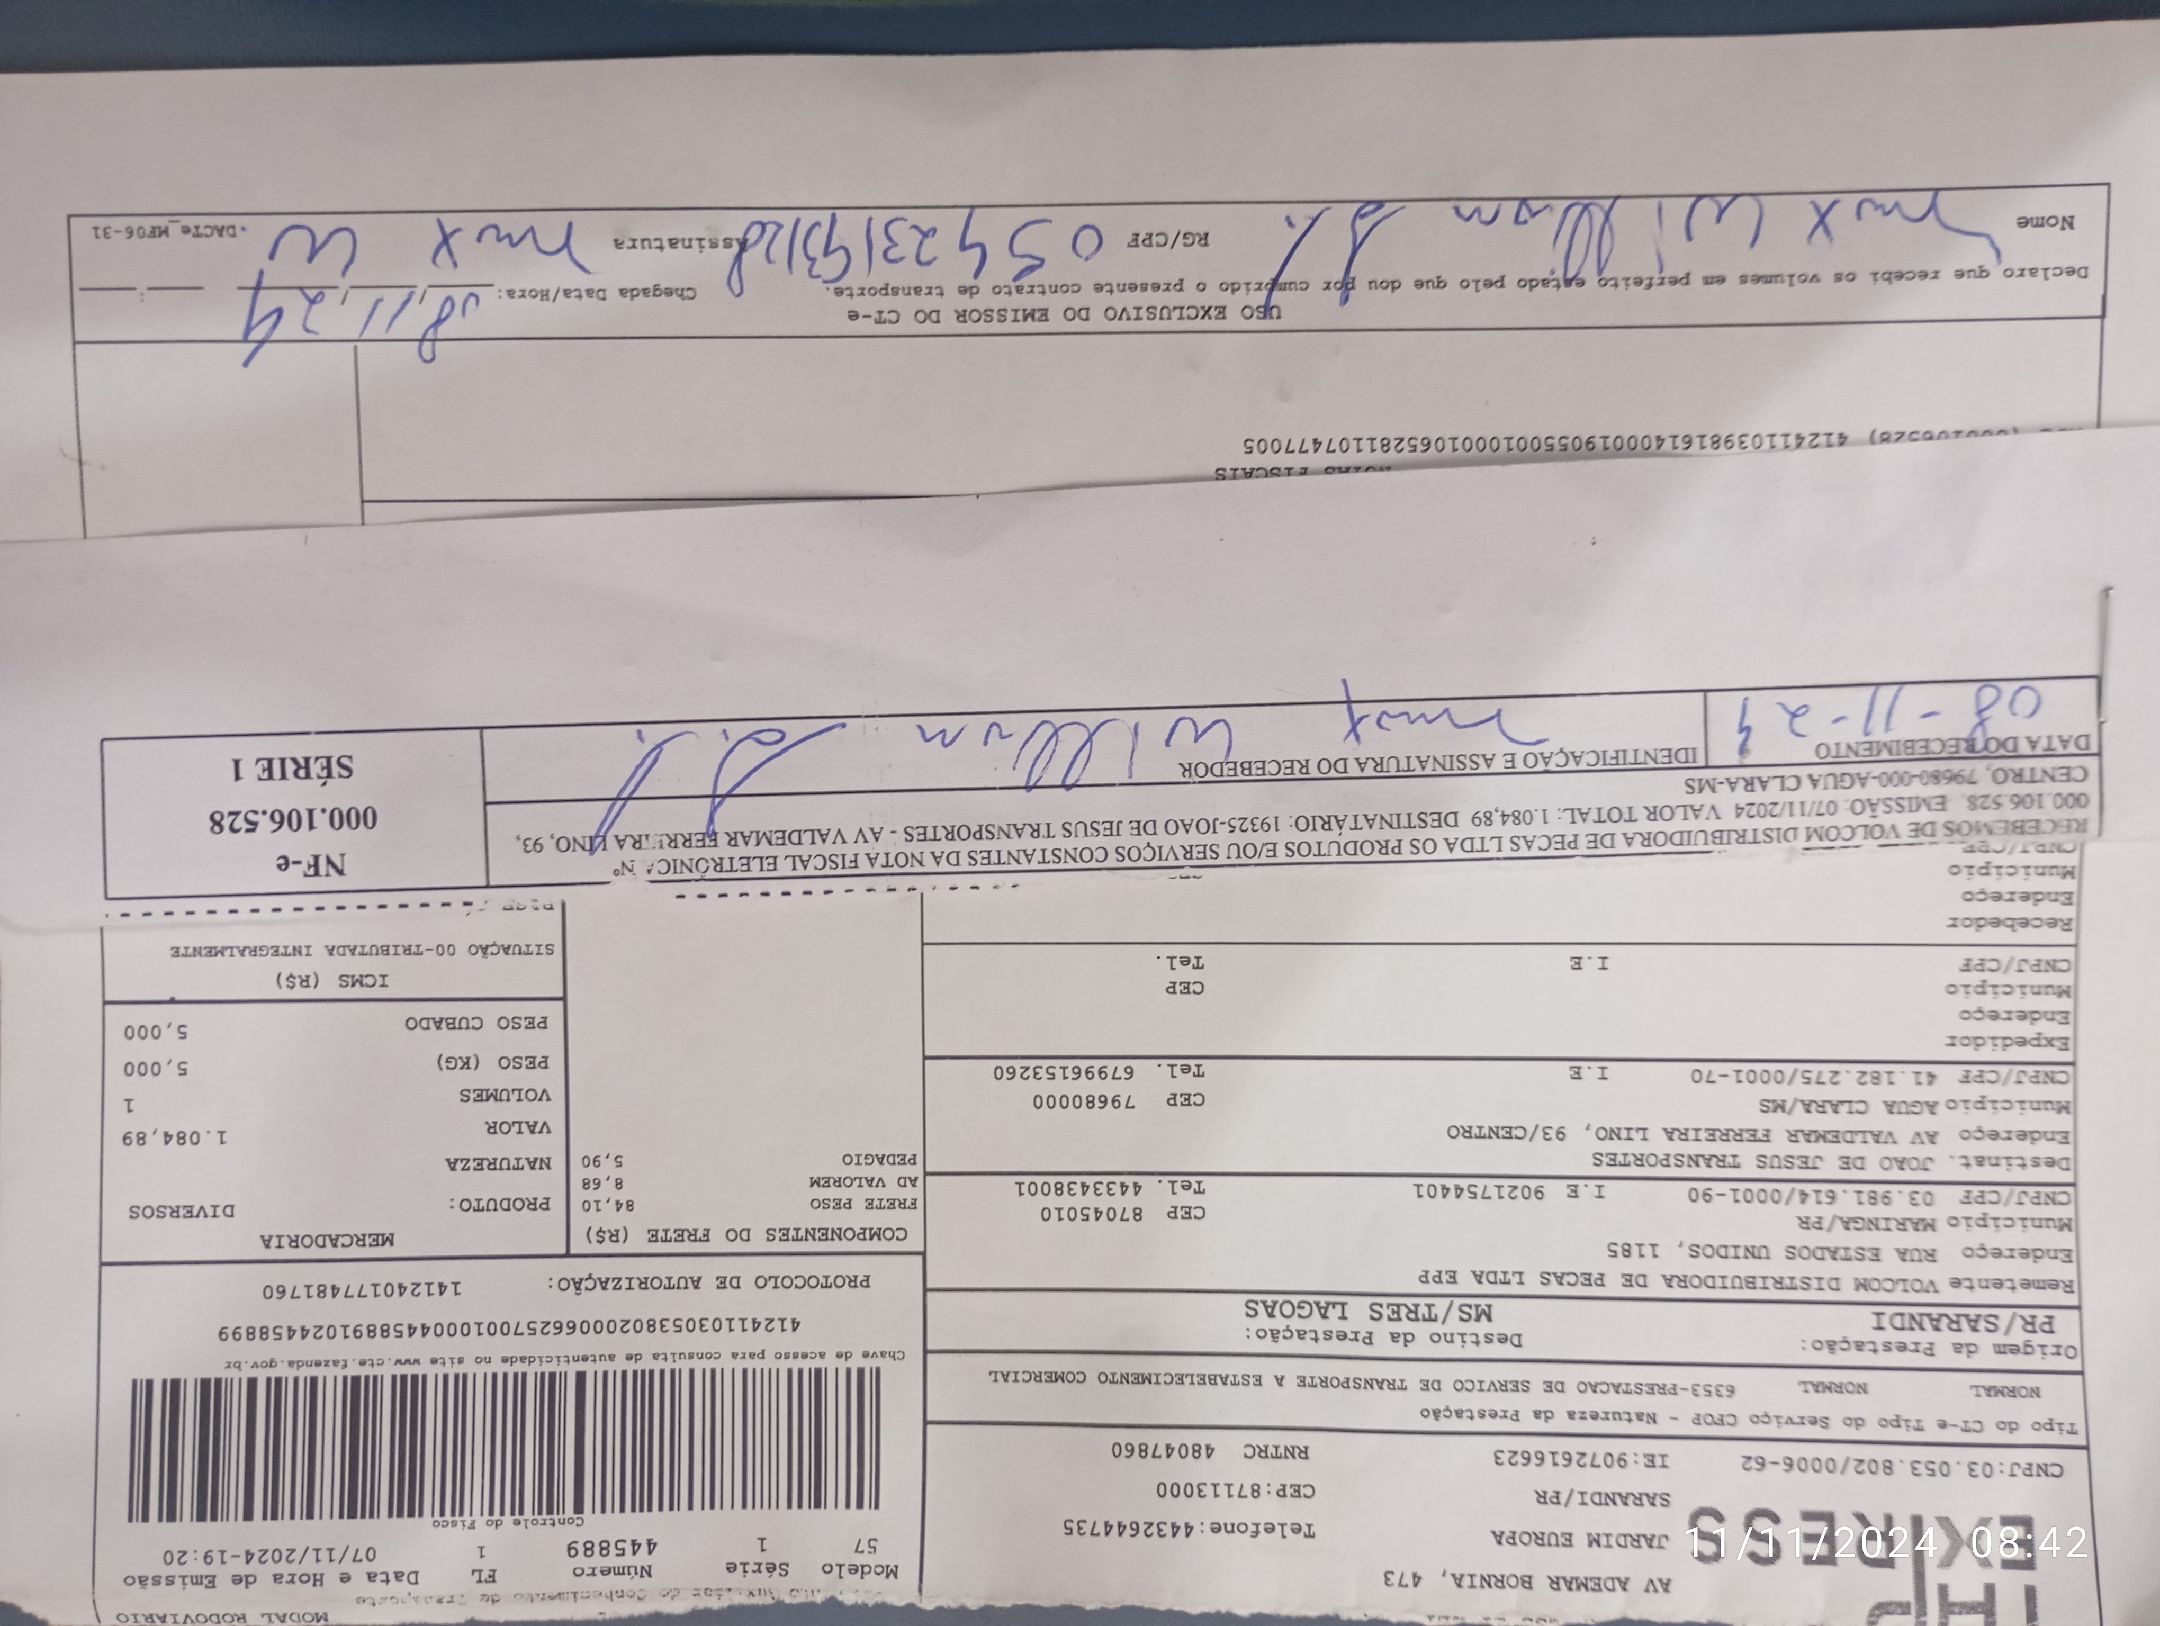 MODAL RODOVIARIO
EXPRESS
AV ADEMAR BORNIA, 473
JARDIM EUROPA
SARANDI/PR
Telefone:4432644735
CEP:87113000
CNPJ:03.053.802/0006-62 IE:9072616623 RNTRC 48047860
Modelo Série Número FL Data e Hora de Emissão
57 1 445889 1 07/11/2024-19:20
Controle do Fisco
Chave de acesso para consulta de autenticidade no site www.cte.fazenda.gov.br
41241103053802000662570010004458891024458899
PROTOCOLO DE AUTORIZAÇÃO: 141240177481760
Tipo do CT-e Tipo do Serviço CFOP - Natureza da Prestação
NORMAL NORMAL 6353-PRESTACAO DE SERVICO DE TRANSPORTE A ESTABELECIMENTO COMERCIAL
Origem da Prestação: Destino da Prestação:
PR/SARANDI MS/TRES LAGOAS
Remetente VOLCOM DISTRIBUIDORA DE PECAS LTDA EPP
Endereço RUA ESTADOS UNIDOS, 1185
Município MARINGA/PR CEP 87045010
CNPJ/CPF 03.981.614/0001-90 I.E 9021754401 Tel. 4433438001
Destinat. JOAO DE JESUS TRANSPORTES
Endereço AV VALDEMAR FERREIRA LINO, 93/CENTRO
Município AGUA CLARA/MS CEP 79680000
CNPJ/CPF 41.182.275/0001-70 I.E Tel. 67996153260
Expedidor
Endereço
Município CEP
CNPJ/CPF I.E Tel.
Recebedor
Endereço
Município
CNPJ/CPF
COMPONENTES DO FRETE (R$)
FRETE PESO 84,10
AD VALOREM 8,68
PEDAGIO 5,90
MERCADORIA
PRODUTO: DIVERSOS
NATUREZA
VALOR 1.084,89
VOLUMES 1
PESO (KG) 5,000
PESO CUBADO 5,000
ICMS (R$)
SITUAÇÃO 00-TRIBUTADA INTEGRALMENTE
RECEBEMOS DE VOLCOM DISTRIBUIDORA DE PECAS LTDA OS PRODUTOS E/OU SERVIÇOS CONSTANTES DA NOTA FISCAL ELETRÔNICA Nº
000.106.528 EMISSÃO: 07/11/2024 VALOR TOTAL: 1.084,89 DESTINATÁRIO: 19325-JOAO DE JESUS TRANSPORTES - AV VALDEMAR FERREIRA LINO, 93,
CENTRO, 79680-000-AGUA CLARA-MS
DATA DO RECEBIMENTO IDENTIFICAÇÃO E ASSINATURA DO RECEBEDOR
08-11-24 max Willian
NF-e
000.106.528
SÉRIE 1
NOTAS FISCAIS
41241103981614000190550010001065281107477005
USO EXCLUSIVO DO EMISSOR DO CT-e
Declaro que recebi os volumes em perfeito estado pelo que dou por cumprido o presente contrato de transporte. Chegada Data/Hora: 08/11/24
Nome max Willian RG/CPF Assinatura max W
DACTe_MF06-31
11/11/2024 08:42